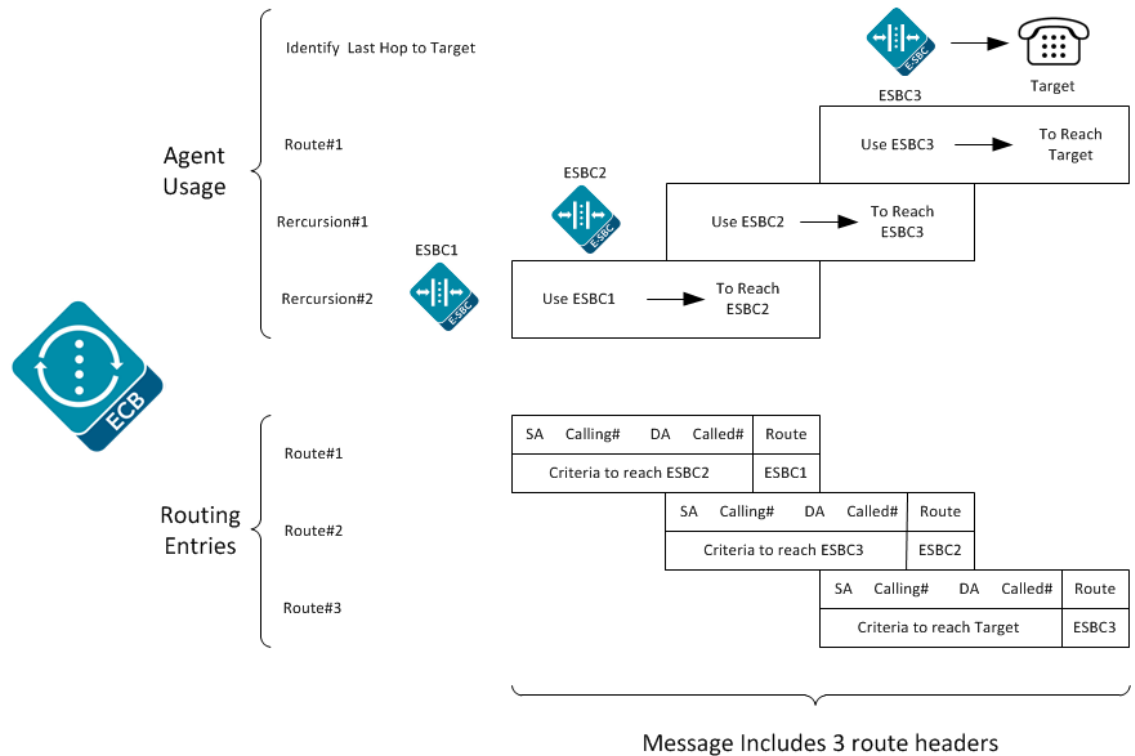 Identify Last Hop to Target
E-SBC
ESBC3
Target
Agent
Usage
Route#1
Use ESBC3
To Reach
Target
ESBC2
E-SBC
Rercursion#1
Use ESBC2
To Reach
ESBC3
ESBC1
E-SBC
Rercursion#2
Use ESBC1
To Reach
ESBC2
ECB
Routing
Entries
Route#1
SA Calling# DA Called# Route
Criteria to reach ESBC2 ESBC1
Route#2
SA Calling# DA Called# Route
Criteria to reach ESBC3 ESBC2
Route#3
SA Calling# DA Called# Route
Criteria to reach Target ESBC3
Message Includes 3 route headers